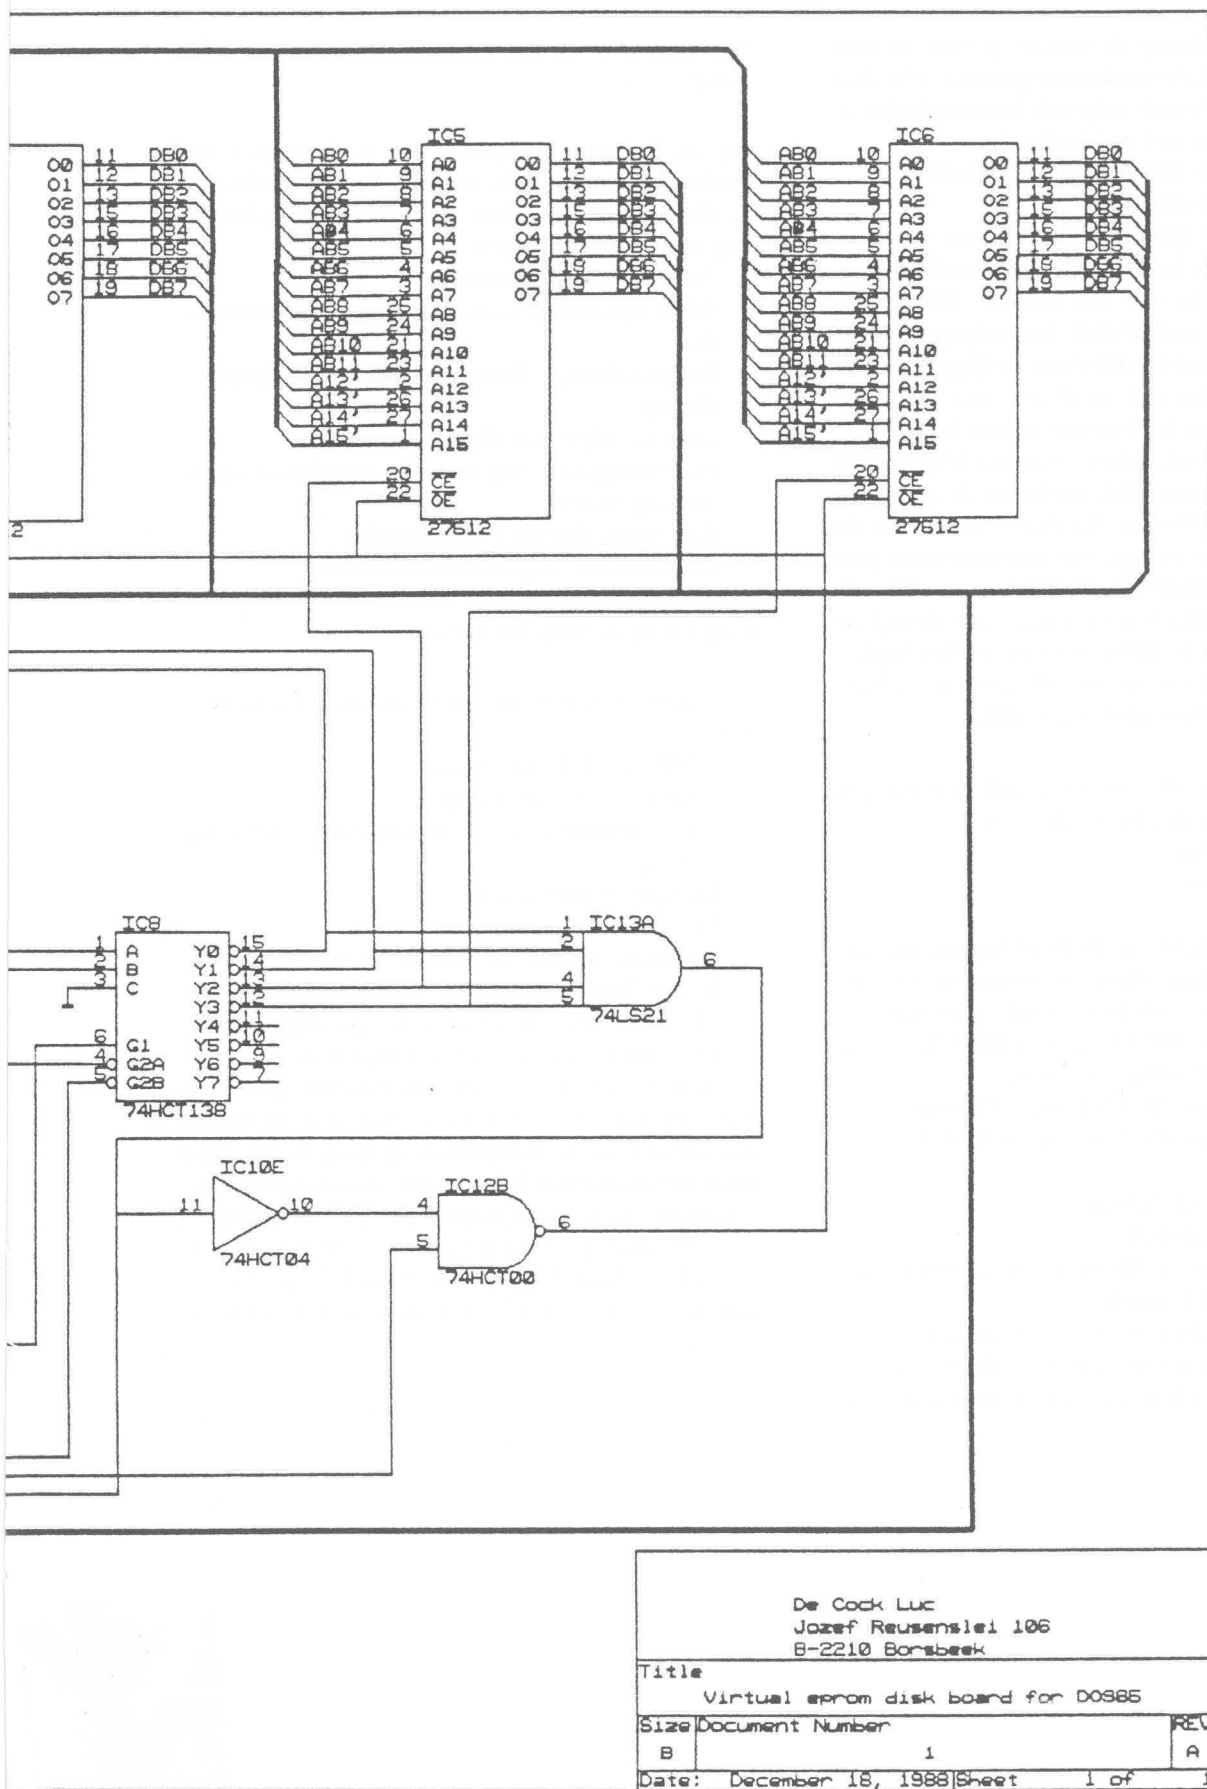 IC5
IC6
O0 11 DB0
O1 12 DB1
O2 13 DB2
O3 15 DB3
O4 16 DB4
O5 17 DB5
O6 18 DB6
O7 19 DB7
2
AB0 10 A0 O0 11 DB0
AB1 9 A1 O1 12 DB1
AB2 8 A2 O2 13 DB2
AB3 7 A3 O3 15 DB3
6 A4 O4 16 DB4
AB5 5 A5 O5 17 DB5
AB6 4 A6 O6 18 DB6
AB7 3 A7 O7 19 DB7
AB8 25 A8
AB9 24 A9
AB10 21 A10
AB11 23 A11
A12' 2 A12
A13' 26 A13
A14' 27 A14
A15' 1 A15
20 CE
22 OE
27512
AB0 10 A0 O0 11 DB0
AB1 9 A1 O1 12 DB1
AB2 8 A2 O2 13 DB2
AB3 7 A3 O3 15 DB3
6 A4 O4 16 DB4
AB5 5 A5 O5 17 DB5
AB6 4 A6 O6 18 DB6
AB7 3 A7 O7 19 DB7
AB8 25 A8
AB9 24 A9
AB10 21 A10
AB11 23 A11
A12' 2 A12
A13' 26 A13
A14' 27 A14
A15' 1 A15
20 CE
22 OE
27512
IC8
1 A Y0 15
2 B Y1 14
3 C Y2 13
Y3 12
Y4 11
6 G1 Y5 10
4 G2A Y6 9
5 G2B Y7 7
74HCT138
IC13A
1
2
4
5
6
74LS21
IC10E
11 10
74HCT04
IC12B
4
5
6
74HCT00
De Cock Luc
Jozef Reusenslei 106
B-2210 Borsbeek
Title
Virtual eprom disk board for DOS65
Size Document Number REV
B 1 A
Date: December 18, 1988 Sheet 1 of 1